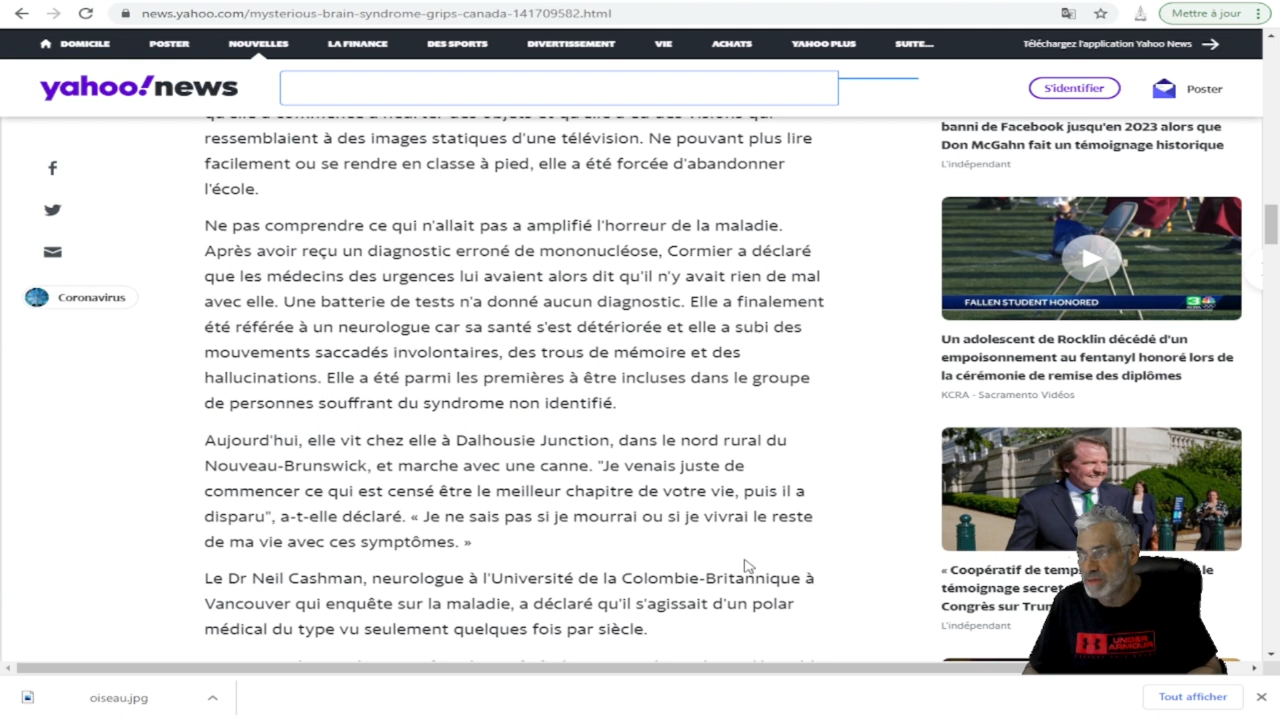 news.yahoo.com/mysterious-brain-syndrome-grips-canada-141709582.html
Mettre à jour
DOMICILE POSTER NOUVELLES LA FINANCE DES SPORTS DIVERTISSEMENT VIE ACHATS YAHOO PLUS SUITE... Téléchargez l'application Yahoo News
yahoo!news
S'identifier
Poster
Coronavirus
ressemblaient à des images statiques d'une télévision. Ne pouvant plus lire
facilement ou se rendre en classe à pied, elle a été forcée d'abandonner
l'école.
Ne pas comprendre ce qui n'allait pas a amplifié l'horreur de la maladie.
Après avoir reçu un diagnostic erroné de mononucléose, Cormier a déclaré
que les médecins des urgences lui avaient alors dit qu'il n'y avait rien de mal
avec elle. Une batterie de tests n'a donné aucun diagnostic. Elle a finalement
été référée à un neurologue car sa santé s'est détériorée et elle a subi des
mouvements saccadés involontaires, des trous de mémoire et des
hallucinations. Elle a été parmi les premières à être incluses dans le groupe
de personnes souffrant du syndrome non identifié.
Aujourd'hui, elle vit chez elle à Dalhousie Junction, dans le nord rural du
Nouveau-Brunswick, et marche avec une canne. "Je venais juste de
commencer ce qui est censé être le meilleur chapitre de votre vie, puis il a
disparu", a-t-elle déclaré. « Je ne sais pas si je mourrai ou si je vivrai le reste
de ma vie avec ces symptômes. »
Le Dr Neil Cashman, neurologue à l'Université de la Colombie-Britannique à
Vancouver qui enquête sur la maladie, a déclaré qu'il s'agissait d'un polar
médical du type vu seulement quelques fois par siècle.
banni de Facebook jusqu'en 2023 alors que
Don McGahn fait un témoignage historique
L'indépendant
FALLEN STUDENT HONORED
3
KCRA
Un adolescent de Rocklin décédé d'un
empoisonnement au fentanyl honoré lors de
la cérémonie de remise des diplômes
KCRA - Sacramento Vidéos
« Coopératif de le
témoignage secret
Congrès sur
L'indépendant
UNDER
ARMOUR
oiseau.jpg
Tout afficher